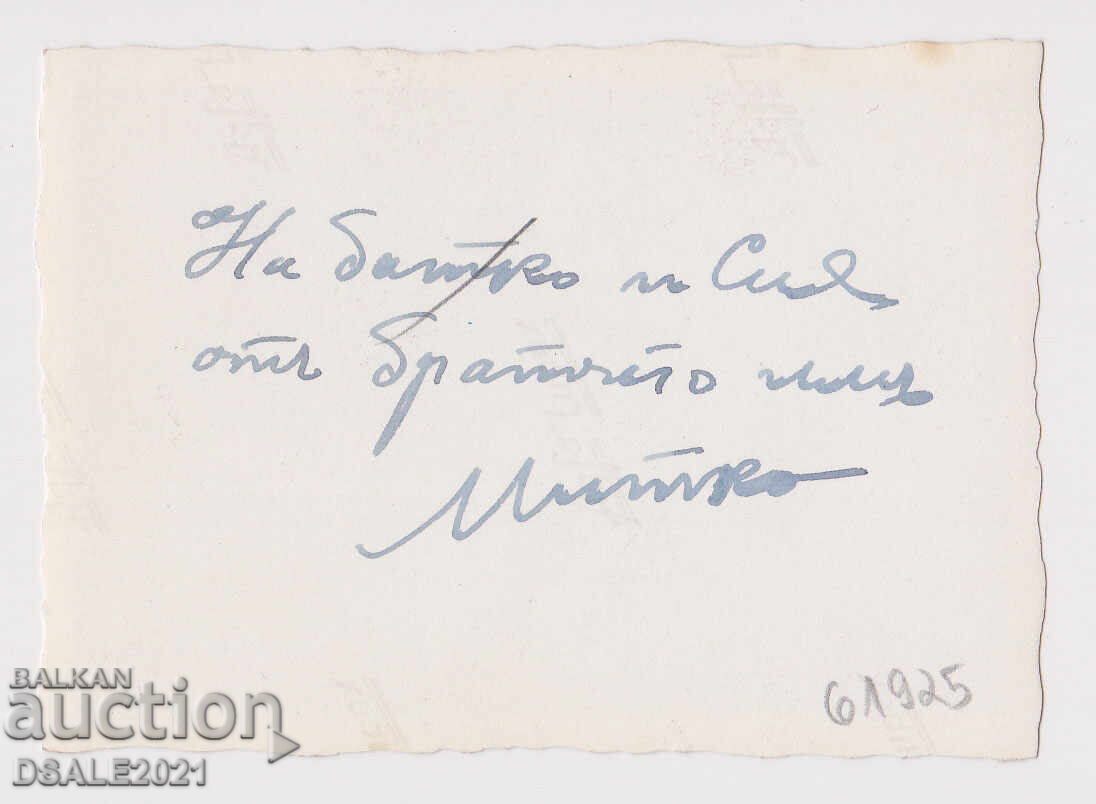 На батко и Сия
отъ братчето имъ
Митко
61925
BALKAN
auction
DSALE2021